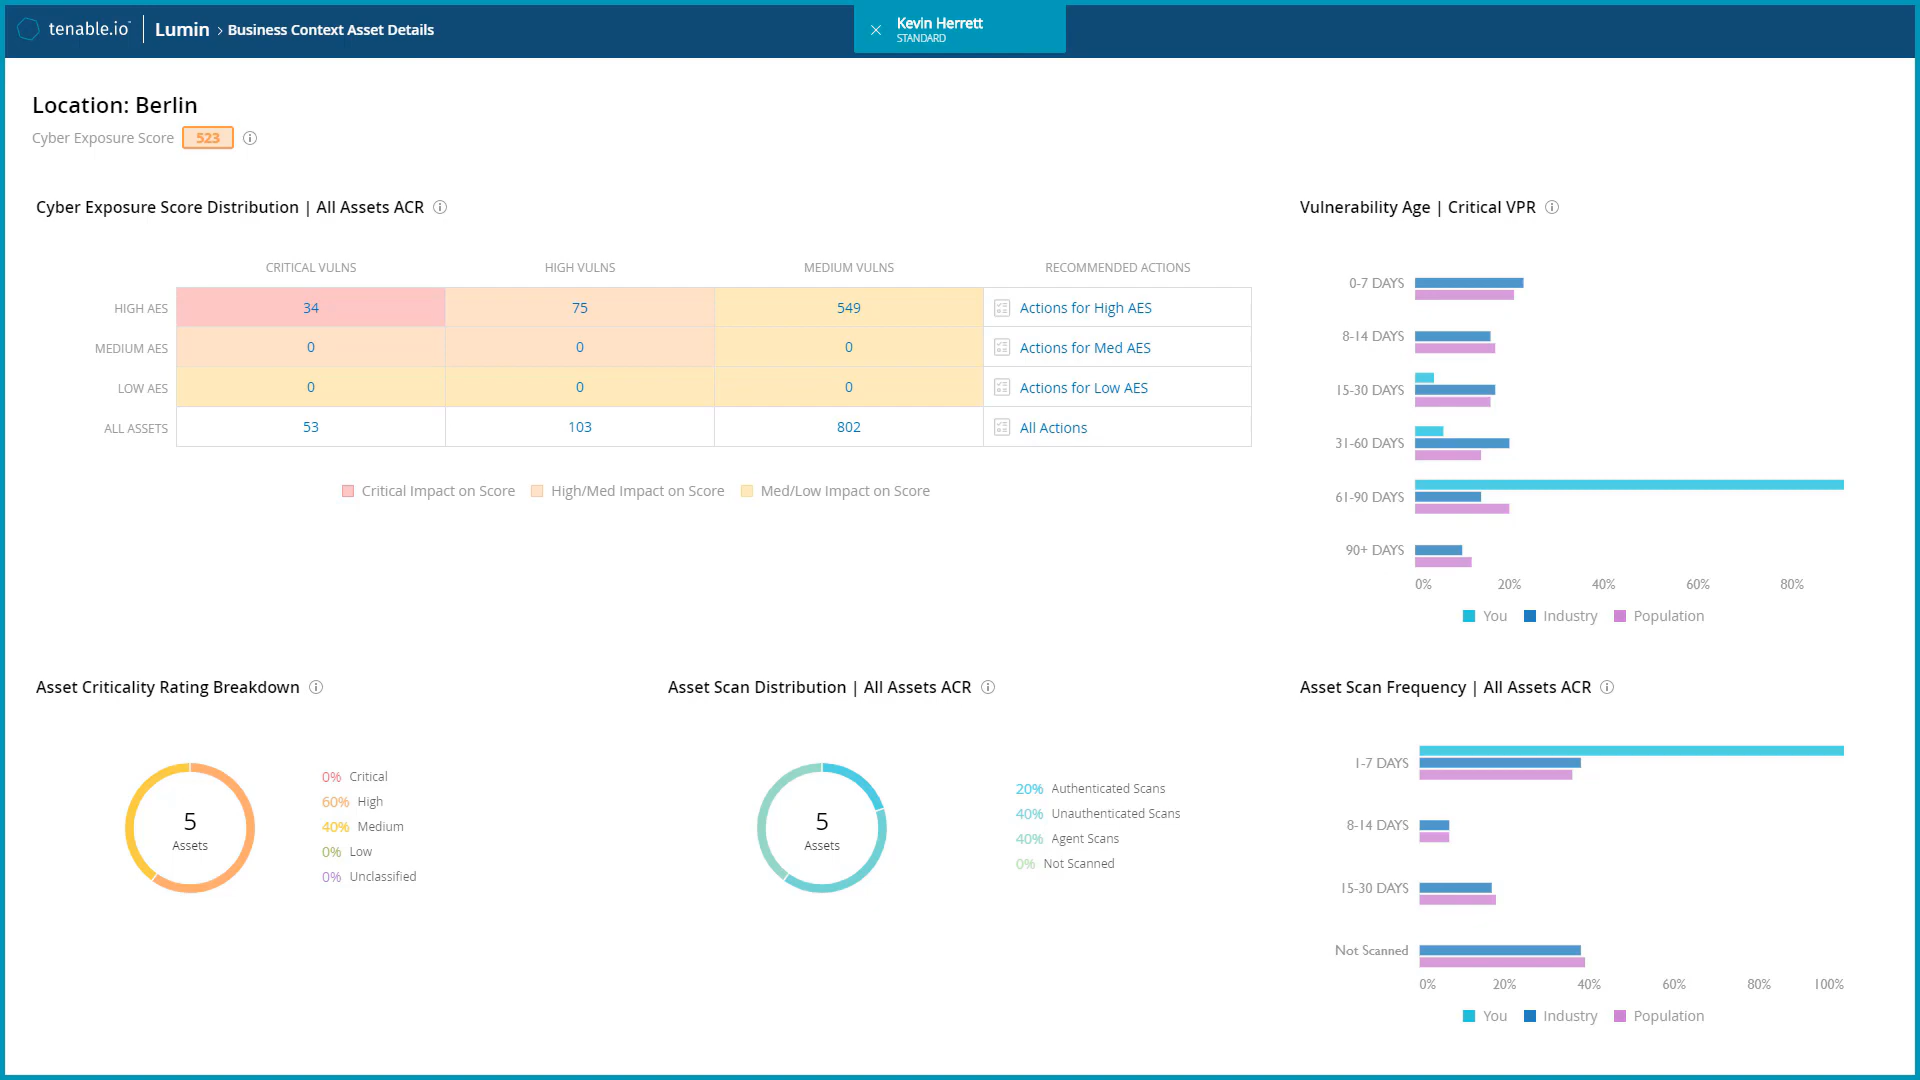 tenable.io Lumin > Business Context Asset Details
Kevin Herrett
STANDARD
Location: Berlin
Cyber Exposure Score 523
Cyber Exposure Score Distribution | All Assets ACR
CRITICAL VULNS HIGH VULNS MEDIUM VULNS RECOMMENDED ACTIONS
HIGH AES 34 75 549 Actions for High AES
MEDIUM AES 0 0 0 Actions for Med AES
LOW AES 0 0 0 Actions for Low AES
ALL ASSETS 53 103 802 All Actions
Critical Impact on Score High/Med Impact on Score Med/Low Impact on Score
Vulnerability Age | Critical VPR
0-7 DAYS
8-14 DAYS
15-30 DAYS
31-60 DAYS
61-90 DAYS
90+ DAYS
0% 20% 40% 60% 80%
You Industry Population
Asset Criticality Rating Breakdown
5
Assets
0% Critical
60% High
40% Medium
0% Low
0% Unclassified
Asset Scan Distribution | All Assets ACR
5
Assets
20% Authenticated Scans
40% Unauthenticated Scans
40% Agent Scans
0% Not Scanned
Asset Scan Frequency | All Assets ACR
1-7 DAYS
8-14 DAYS
15-30 DAYS
Not Scanned
0% 20% 40% 60% 80% 100%
You Industry Population